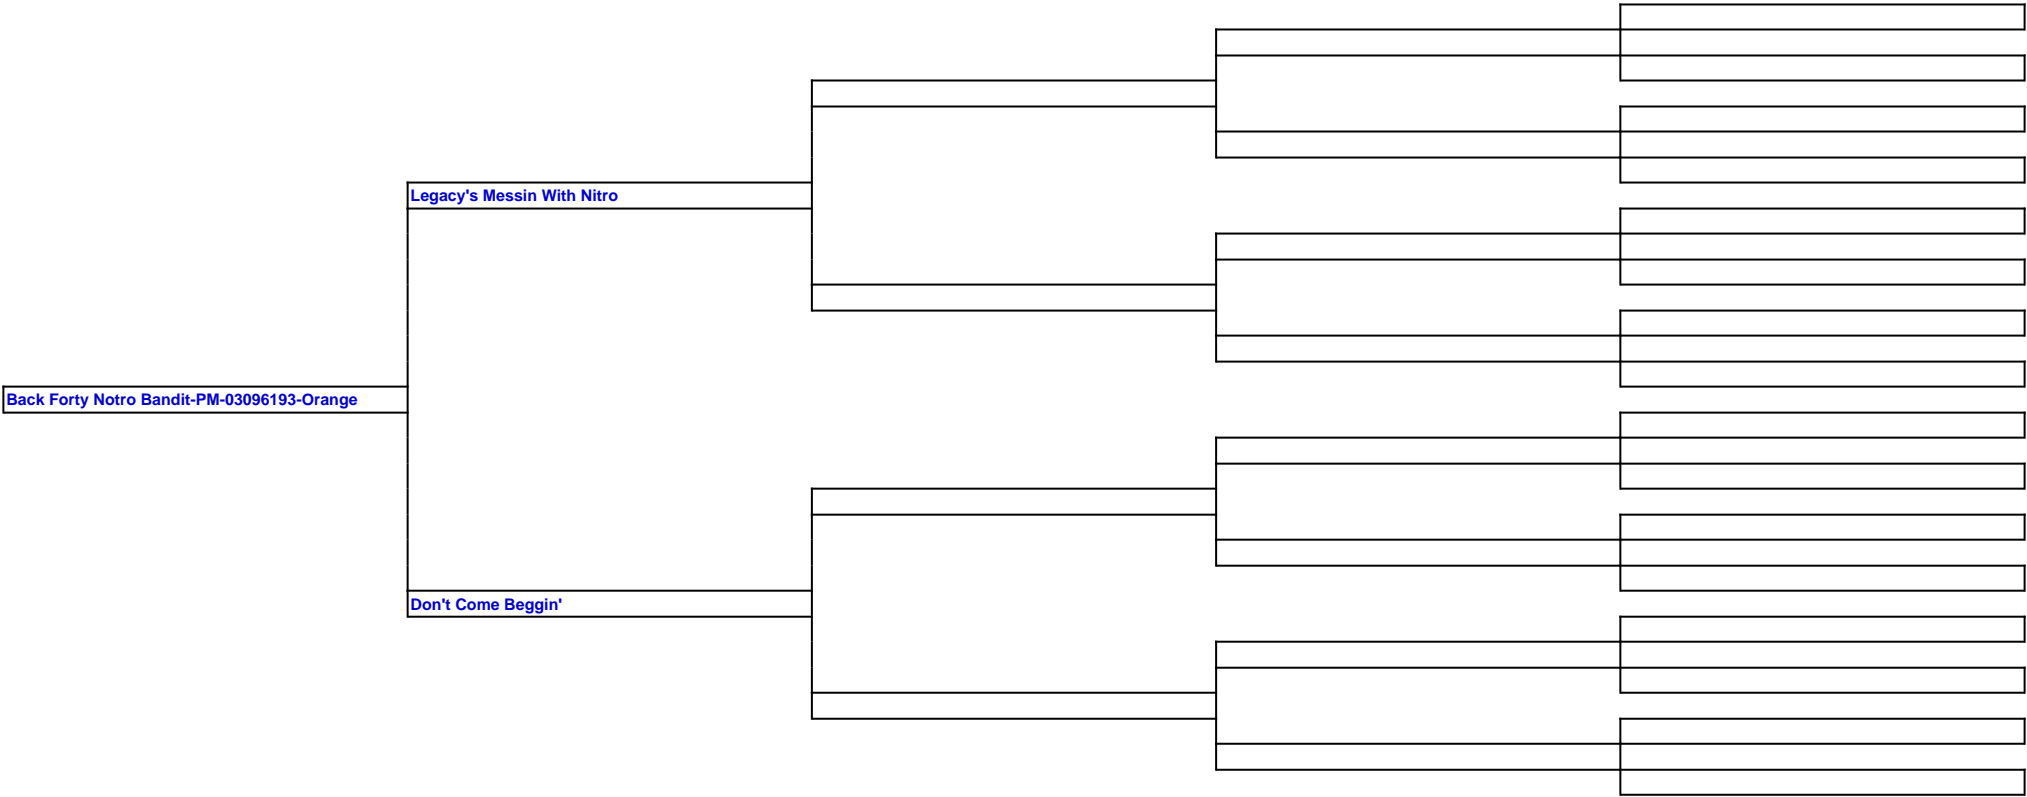 Legacy's Messin With Nitro
Back Forty Notro Bandit-PM-03096193-Orange
Don't Come Beggin'